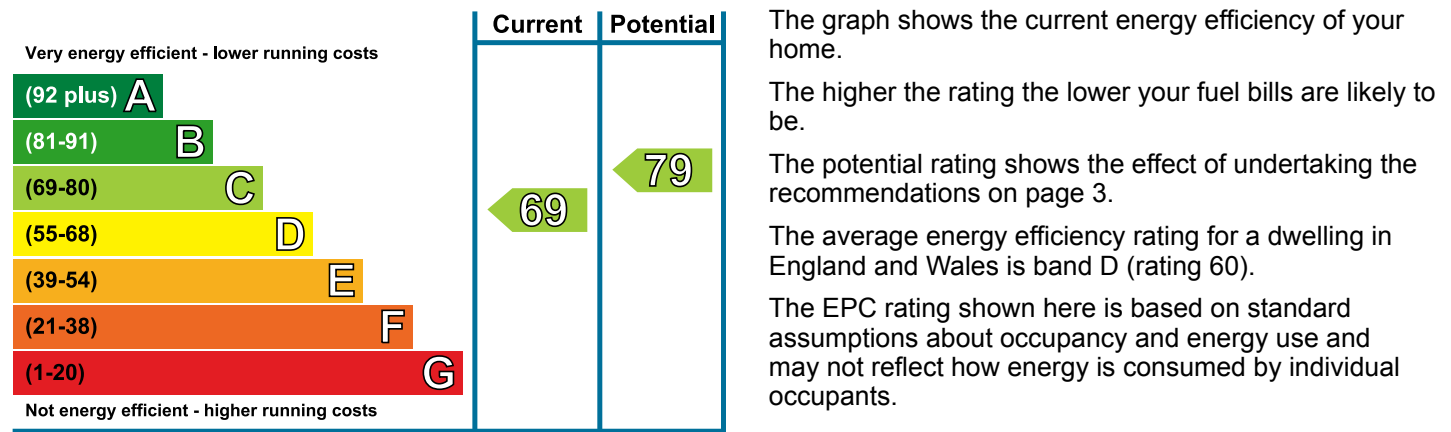 Current Potential
Very energy efficient - lower running costs
(92 plus) A
(81-91) B
(69-80) C
(55-68) D
(39-54) E
(21-38) F
(1-20) G
Not energy efficient - higher running costs
69
79
The graph shows the current energy efficiency of your
home.
The higher the rating the lower your fuel bills are likely to
be.
The potential rating shows the effect of undertaking the
recommendations on page 3.
The average energy efficiency rating for a dwelling in
England and Wales is band D (rating 60).
The EPC rating shown here is based on standard
assumptions about occupancy and energy use and
may not reflect how energy is consumed by individual
occupants.